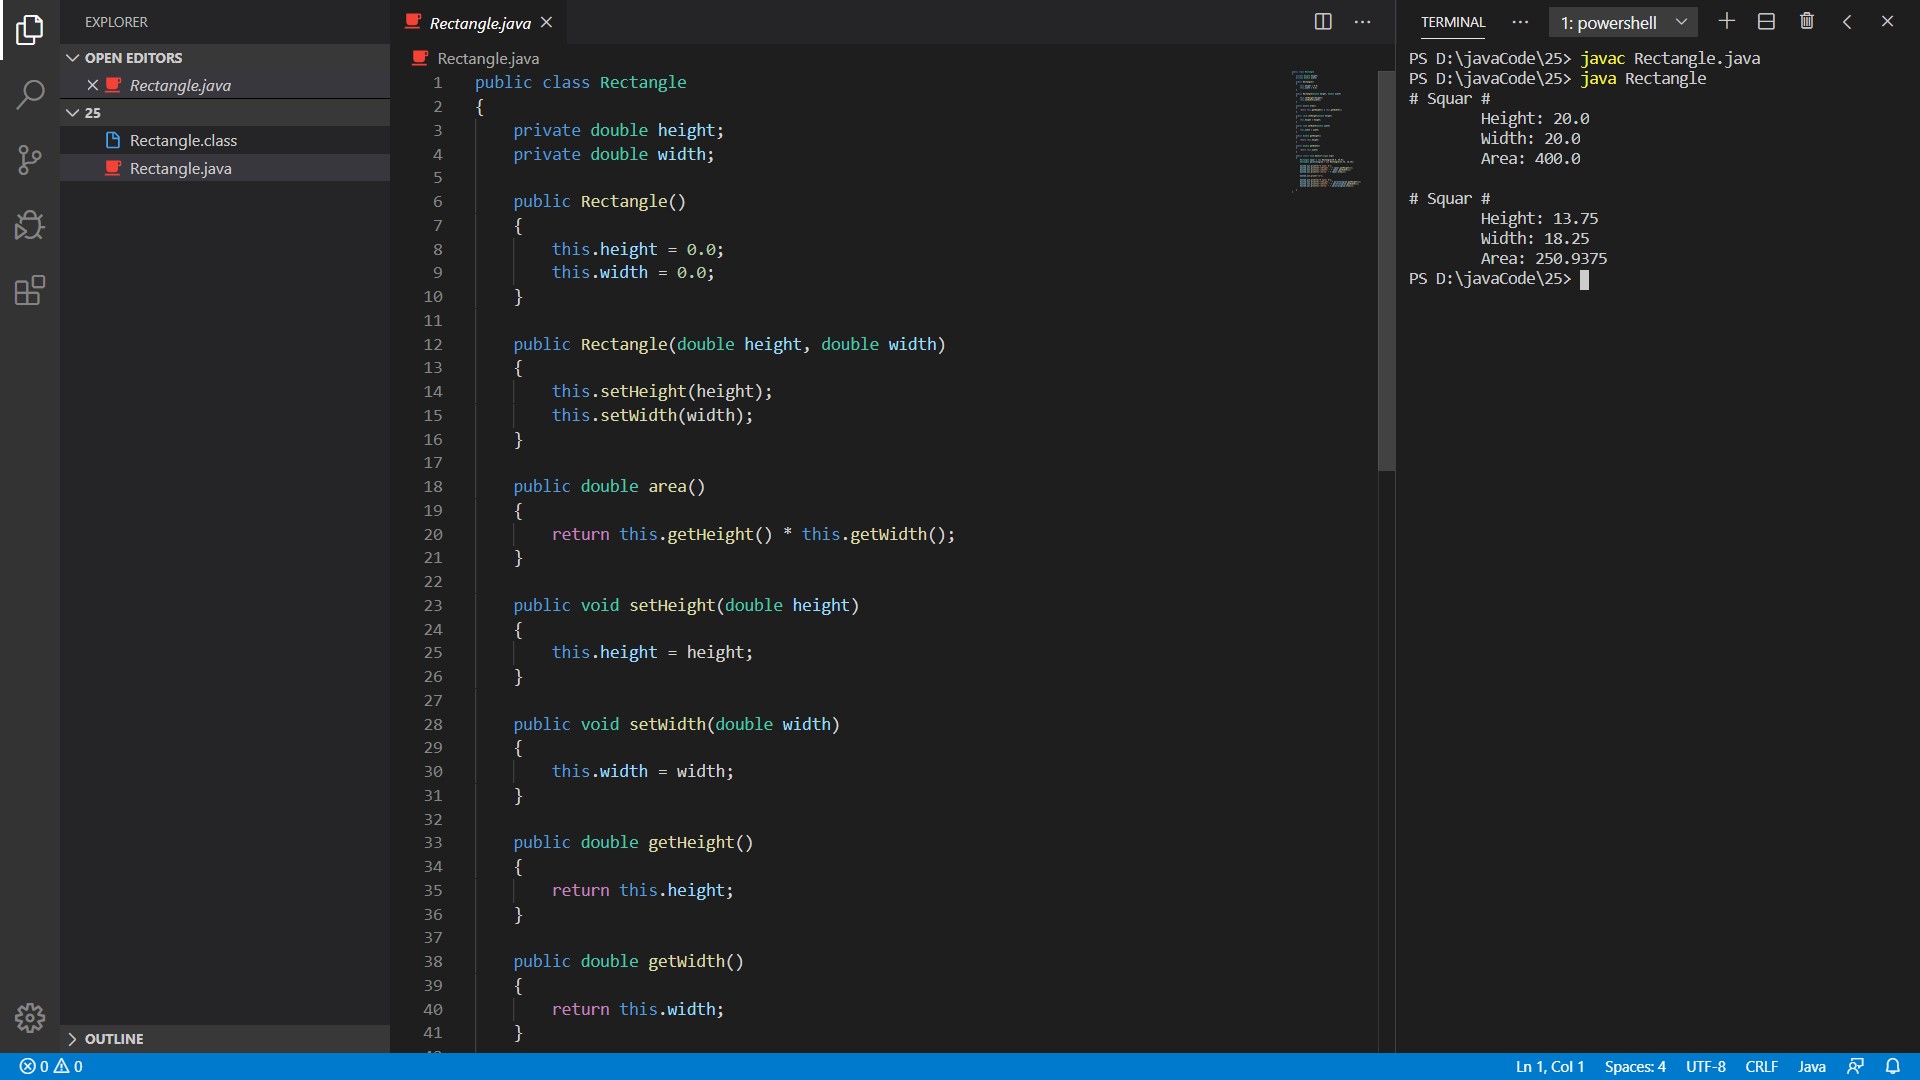 EXPLORER
OPEN EDITORS
Rectangle.java
25
Rectangle.class
Rectangle.java
OUTLINE
Rectangle.java
Rectangle.java
1 public class Rectangle
2 {
3     private double height;
4     private double width;
5
6     public Rectangle()
7     {
8         this.height = 0.0;
9         this.width = 0.0;
10     }
11
12     public Rectangle(double height, double width)
13     {
14         this.setHeight(height);
15         this.setWidth(width);
16     }
17
18     public double area()
19     {
20         return this.getHeight() * this.getWidth();
21     }
22
23     public void setHeight(double height)
24     {
25         this.height = height;
26     }
27
28     public void setWidth(double width)
29     {
30         this.width = width;
31     }
32
33     public double getHeight()
34     {
35         return this.height;
36     }
37
38     public double getWidth()
39     {
40         return this.width;
41     }
TERMINAL
1: powershell
PS D:\javaCode\25> javac Rectangle.java
PS D:\javaCode\25> java Rectangle
# Squar #
Height: 20.0
Width: 20.0
Area: 400.0
# Squar #
Height: 13.75
Width: 18.25
Area: 250.9375
PS D:\javaCode\25>
0 0
Ln 1, Col 1 Spaces: 4 UTF-8 CRLF Java